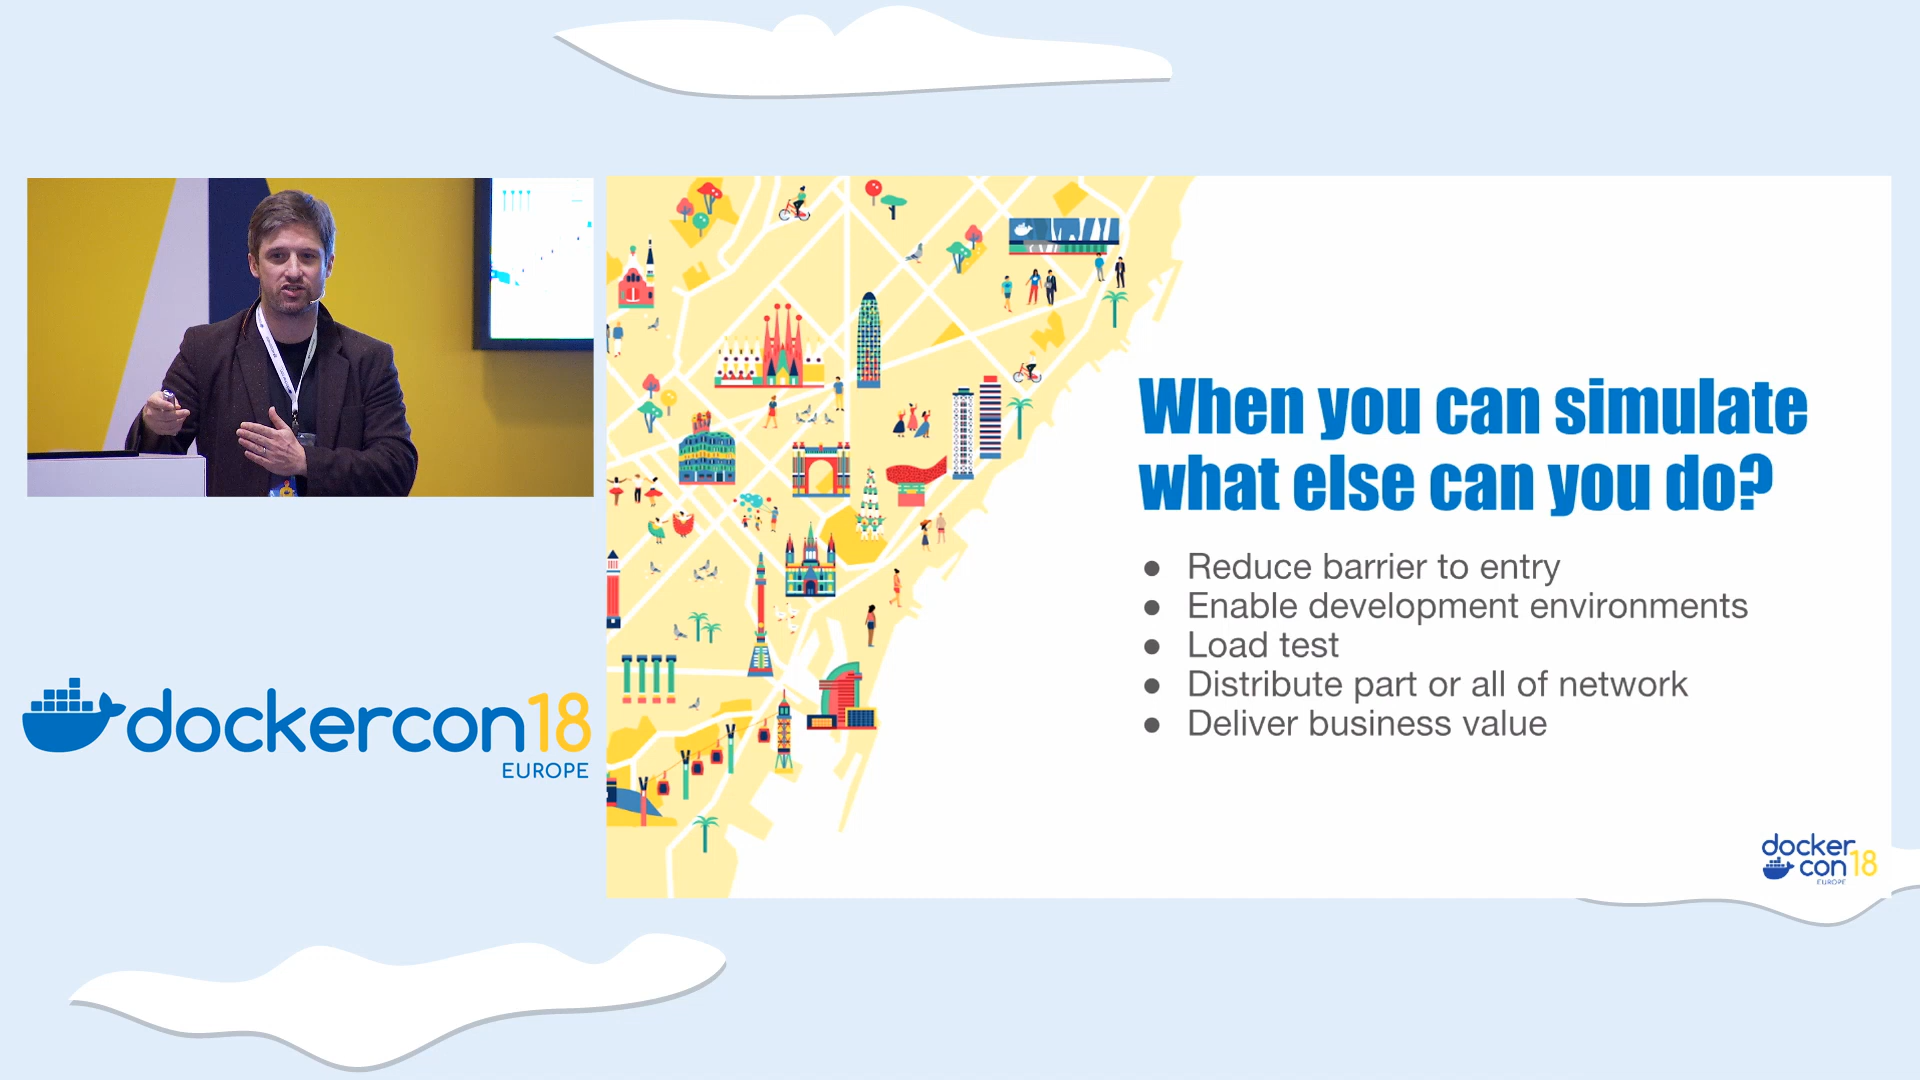 When you can simulate
what else can you do?
● Reduce barrier to entry
● Enable development environments
● Load test
● Distribute part or all of network
● Deliver business value
dockercon18
EUROPE
docker
con18
EUROPE